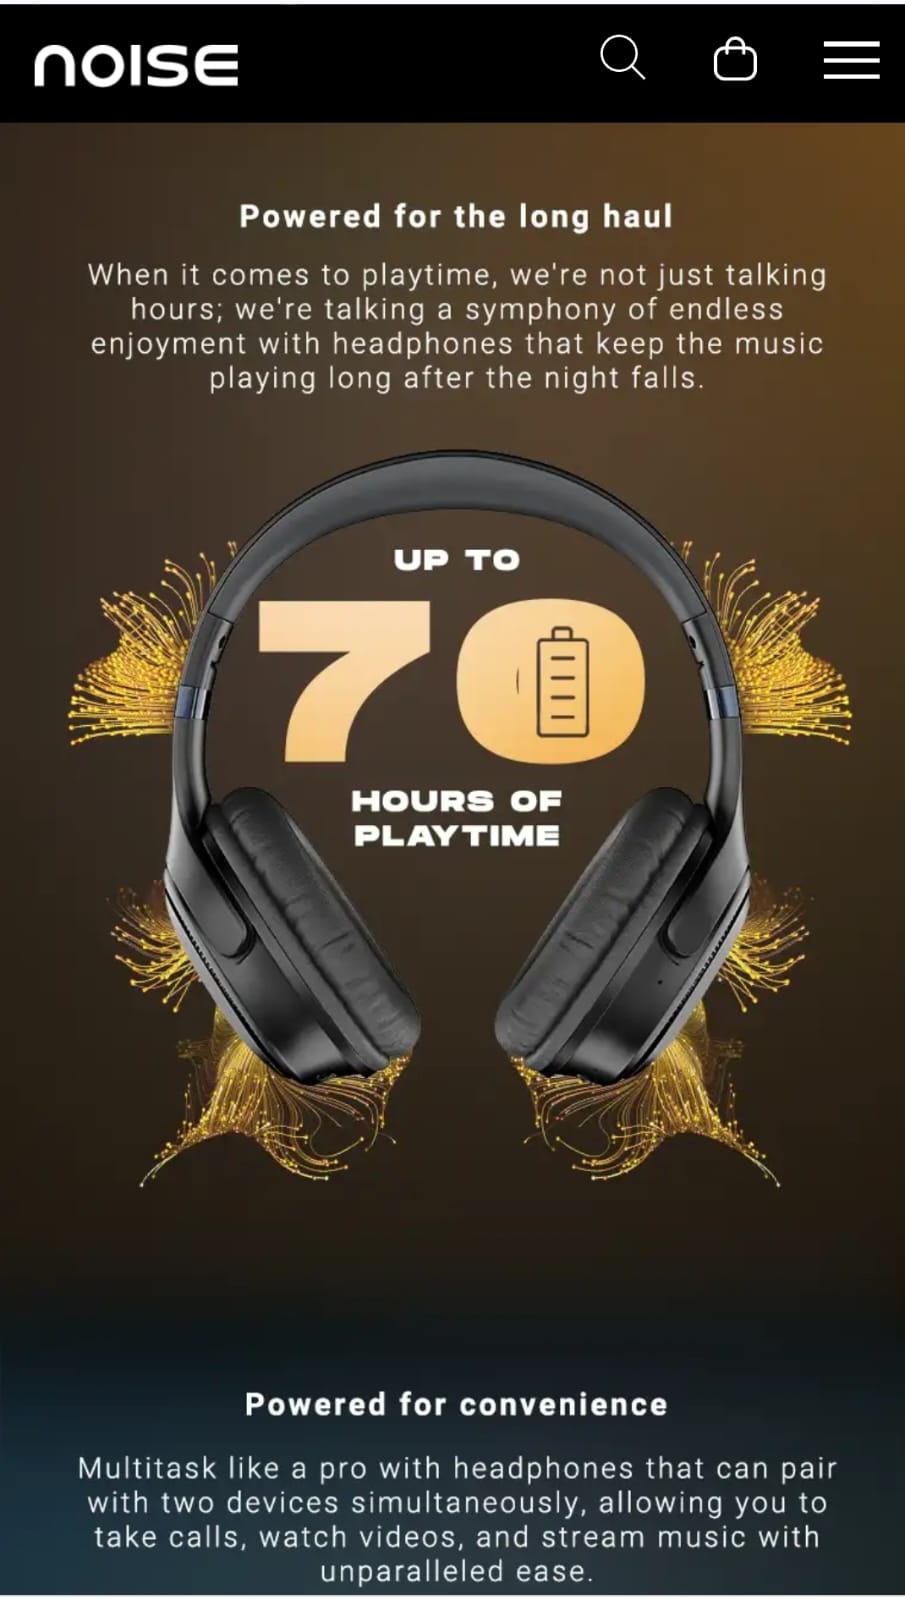 NOISE
Powered for the long haul
When it comes to playtime, we're not just talking
hours; we're talking a symphony of endless
enjoyment with headphones that keep the music
playing long after the night falls.
UP TO
70
HOURS OF
PLAYTIME
Powered for convenience
Multitask like a pro with headphones that can pair
with two devices simultaneously, allowing you to
take calls, watch videos, and stream music with
unparalleled ease.